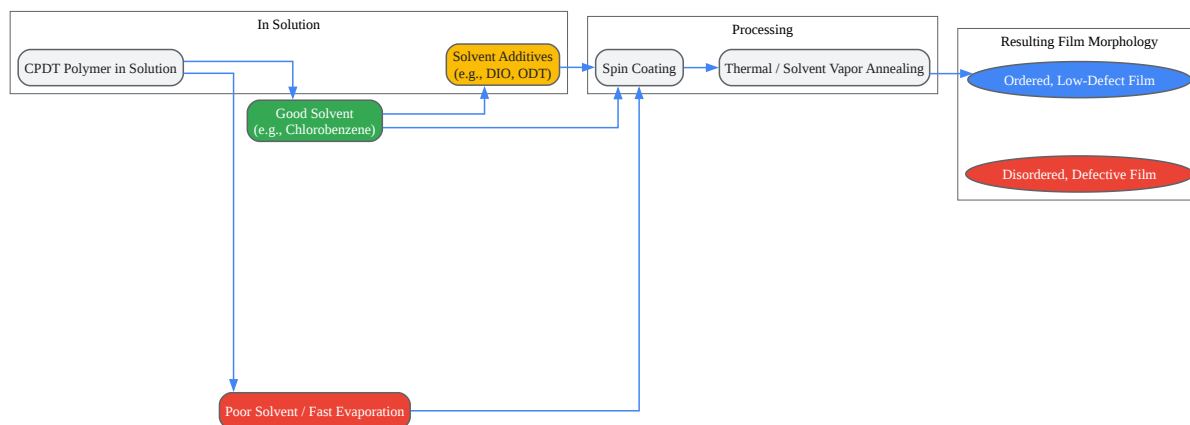 In Solution
CPDT Polymer in Solution
Solvent Additives
(e.g., DIO, ODT)
Good Solvent
(e.g., Chlorobenzene)
Poor Solvent / Fast Evaporation
Processing
Spin Coating
Thermal / Solvent Vapor Annealing
Resulting Film Morphology
Ordered, Low-Defect Film
Disordered, Defective Film